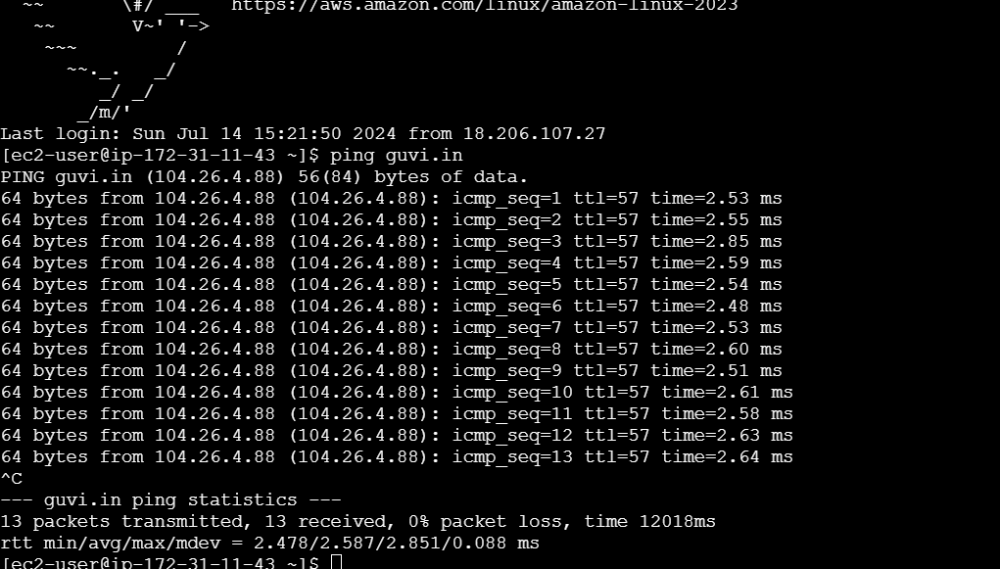 ~~       \#/ ___   https://aws.amazon.com/linux/amazon-linux-2023
   ~~       V~' '->
    ~~~         /
      ~~._.   _/
         _/ _/
       _/m/'
Last login: Sun Jul 14 15:21:50 2024 from 18.206.107.27
[ec2-user@ip-172-31-11-43 ~]$ ping guvi.in
PING guvi.in (104.26.4.88) 56(84) bytes of data.
64 bytes from 104.26.4.88 (104.26.4.88): icmp_seq=1 ttl=57 time=2.53 ms
64 bytes from 104.26.4.88 (104.26.4.88): icmp_seq=2 ttl=57 time=2.55 ms
64 bytes from 104.26.4.88 (104.26.4.88): icmp_seq=3 ttl=57 time=2.85 ms
64 bytes from 104.26.4.88 (104.26.4.88): icmp_seq=4 ttl=57 time=2.59 ms
64 bytes from 104.26.4.88 (104.26.4.88): icmp_seq=5 ttl=57 time=2.54 ms
64 bytes from 104.26.4.88 (104.26.4.88): icmp_seq=6 ttl=57 time=2.48 ms
64 bytes from 104.26.4.88 (104.26.4.88): icmp_seq=7 ttl=57 time=2.53 ms
64 bytes from 104.26.4.88 (104.26.4.88): icmp_seq=8 ttl=57 time=2.60 ms
64 bytes from 104.26.4.88 (104.26.4.88): icmp_seq=9 ttl=57 time=2.51 ms
64 bytes from 104.26.4.88 (104.26.4.88): icmp_seq=10 ttl=57 time=2.61 ms
64 bytes from 104.26.4.88 (104.26.4.88): icmp_seq=11 ttl=57 time=2.58 ms
64 bytes from 104.26.4.88 (104.26.4.88): icmp_seq=12 ttl=57 time=2.63 ms
64 bytes from 104.26.4.88 (104.26.4.88): icmp_seq=13 ttl=57 time=2.64 ms
^C
--- guvi.in ping statistics ---
13 packets transmitted, 13 received, 0% packet loss, time 12018ms
rtt min/avg/max/mdev = 2.478/2.587/2.851/0.088 ms
[ec2-user@ip-172-31-11-43 ~]$